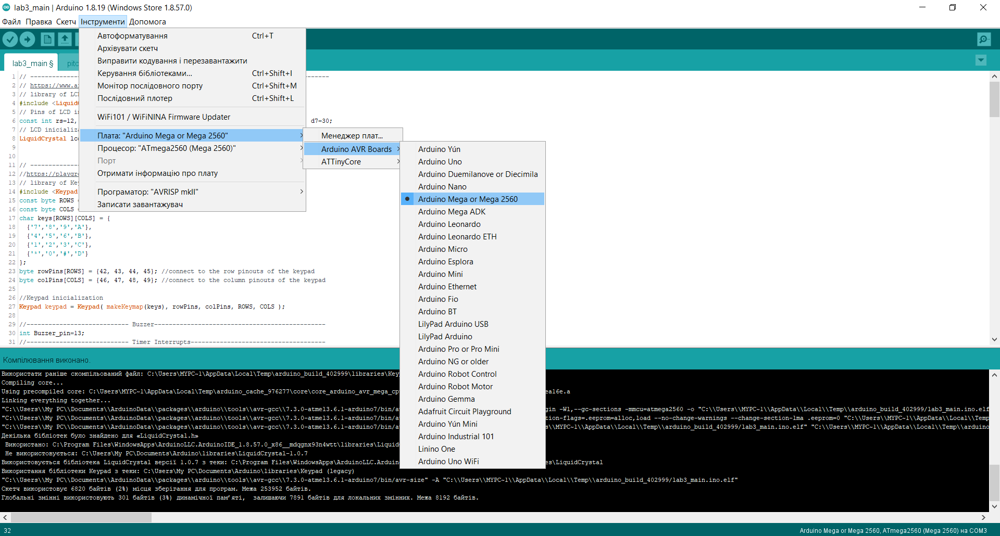 lab3_main | Arduino 1.8.19 (Windows Store 1.8.57.0)
Файл Правка Скетч Інструменти Допомога
Автоформатування Ctrl+T
Архівувати скетч
Виправити кодування і перезавантажити
Керування бібліотеками... Ctrl+Shift+I
Монітор послідовного порту Ctrl+Shift+M
Послідовний плотер Ctrl+Shift+L
WiFi101 / WiFiNINA Firmware Updater
Плата: "Arduino Mega or Mega 2560"
Процесор: "ATmega2560 (Mega 2560)"
Порт
Отримати інформацію про плату
Програматор: "AVRISP mkII"
Записати завантажувач
Менеджер плат...
Arduino AVR Boards
ATTinyCore
Arduino Yún
Arduino Uno
Arduino Duemilanove or Diecimila
Arduino Nano
Arduino Mega or Mega 2560
Arduino Mega ADK
Arduino Leonardo
Arduino Leonardo ETH
Arduino Micro
Arduino Esplora
Arduino Mini
Arduino Ethernet
Arduino Fio
Arduino BT
LilyPad Arduino USB
LilyPad Arduino
Arduino Pro or Pro Mini
Arduino NG or older
Arduino Robot Control
Arduino Robot Motor
Arduino Gemma
Adafruit Circuit Playground
Arduino Yún Mini
Arduino Industrial 101
Linino One
Arduino Uno WiFi
lab3_main § pitc
1 // --------------- ------
2 // https://www.a
3 // library of LC
4 #include <Liquid
5 // Pins of LCD i
6 const int rs=12, d7=30;
7 // LCD iniciali
8 LiquidCrystal lc
9
10
11 // ---------------
12 //https://playgr
13 // library of Ke
14 #include <Keypad
15 const byte ROWS =
16 const byte COLS =
17 char keys[ROWS][COLS] = {
18 {'7','8','9','A'},
19 {'4','5','6','B'},
20 {'1','2','3','C'},
21 {'*','0','#','D'}
22 };
23 byte rowPins[ROWS] = {42, 43, 44, 45}; //connect to the row pinouts of the keypad
24 byte colPins[COLS] = {46, 47, 48, 49}; //connect to the column pinouts of the keypad
25
26 //Keypad inicialization
27 Keypad keypad = Keypad( makeKeymap(keys), rowPins, colPins, ROWS, COLS );
28
29 //---------------------------- Buzzer-----------------------------------------------
30 int Buzzer_pin=13;
31 //---------------------------- Timer Interrupts-------------------------------------
Компілювання виконано.
Використати раніше скомпільований файл: C:\Users\MYPC~1\AppData\Local\Temp\arduino_build_402999\libraries\Key
Compiling core...
Using precompiled core: C:\Users\MYPC~1\AppData\Local\Temp\arduino_cache_976277\core\core_arduino_avr_mega_cp ea16e.a
Linking everything together...
"C:\\Users\\My PC\\Documents\\ArduinoData\\packages\\arduino\\tools\\avr-gcc\\7.3.0-atmel3.6.1-arduino7/bin/av gin -Wl,--gc-sections -mmcu=atmega2560 -o "C:\\Users\\MYPC~1\\AppData\\Local\\Temp\\arduino_build_402999/lab3_main.ino.elf
"C:\\Users\\My PC\\Documents\\ArduinoData\\packages\\arduino\\tools\\avr-gcc\\7.3.0-atmel3.6.1-arduino7/bin/av tion-flags=.eeprom=alloc,load --no-change-warnings --change-section-lma .eeprom=0 "C:\\Users\\MYPC~1\\AppData\\Local\\Temp
"C:\\Users\\My PC\\Documents\\ArduinoData\\packages\\arduino\\tools\\avr-gcc\\7.3.0-atmel3.6.1-arduino7/bin/av s\\MYPC~1\\AppData\\Local\\Temp\\arduino_build_402999/lab3_main.ino.elf" "C:\\Users\\MYPC~1\\AppData\\Local\\Temp\\arduino
Декілька бібліотек було знайдено для «LiquidCrystal.h»
Використано: C:\Program Files\WindowsApps\ArduinoLLC.ArduinoIDE_1.8.57.0_x86__mdqgnx93n4wtt\libraries\Liquid
Не використовується: C:\Users\My PC\Documents\Arduino\libraries\LiquidCrystal-1.0.7
Використовується бібліотека LiquidCrystal версії 1.0.7 з теки: C:\Program Files\WindowsApps\ArduinoLLC.Arduin es\LiquidCrystal
Використання бібліотеки Keypad з теки: C:\Users\My PC\Documents\Arduino\libraries\Keypad (legacy)
"C:\\Users\\My PC\\Documents\\ArduinoData\\packages\\arduino\\tools\\avr-gcc\\7.3.0-atmel3.6.1-arduino7/bin/avr-size" -A "C:\\Users\\MYPC~1\\AppData\\Local\\Temp\\arduino_build_402999/lab3_main.ino.elf"
Скетч використовує 6820 байтів (2%) місця зберігання для програм. Межа 253952 байтів.
Глобальні змінні використовують 301 байтів (3%) динамічної пам’яті, залишаючи 7891 байтів для локальних змінних. Межа 8192 байтів.
32 Arduino Mega or Mega 2560, ATmega2560 (Mega 2560) на COM3